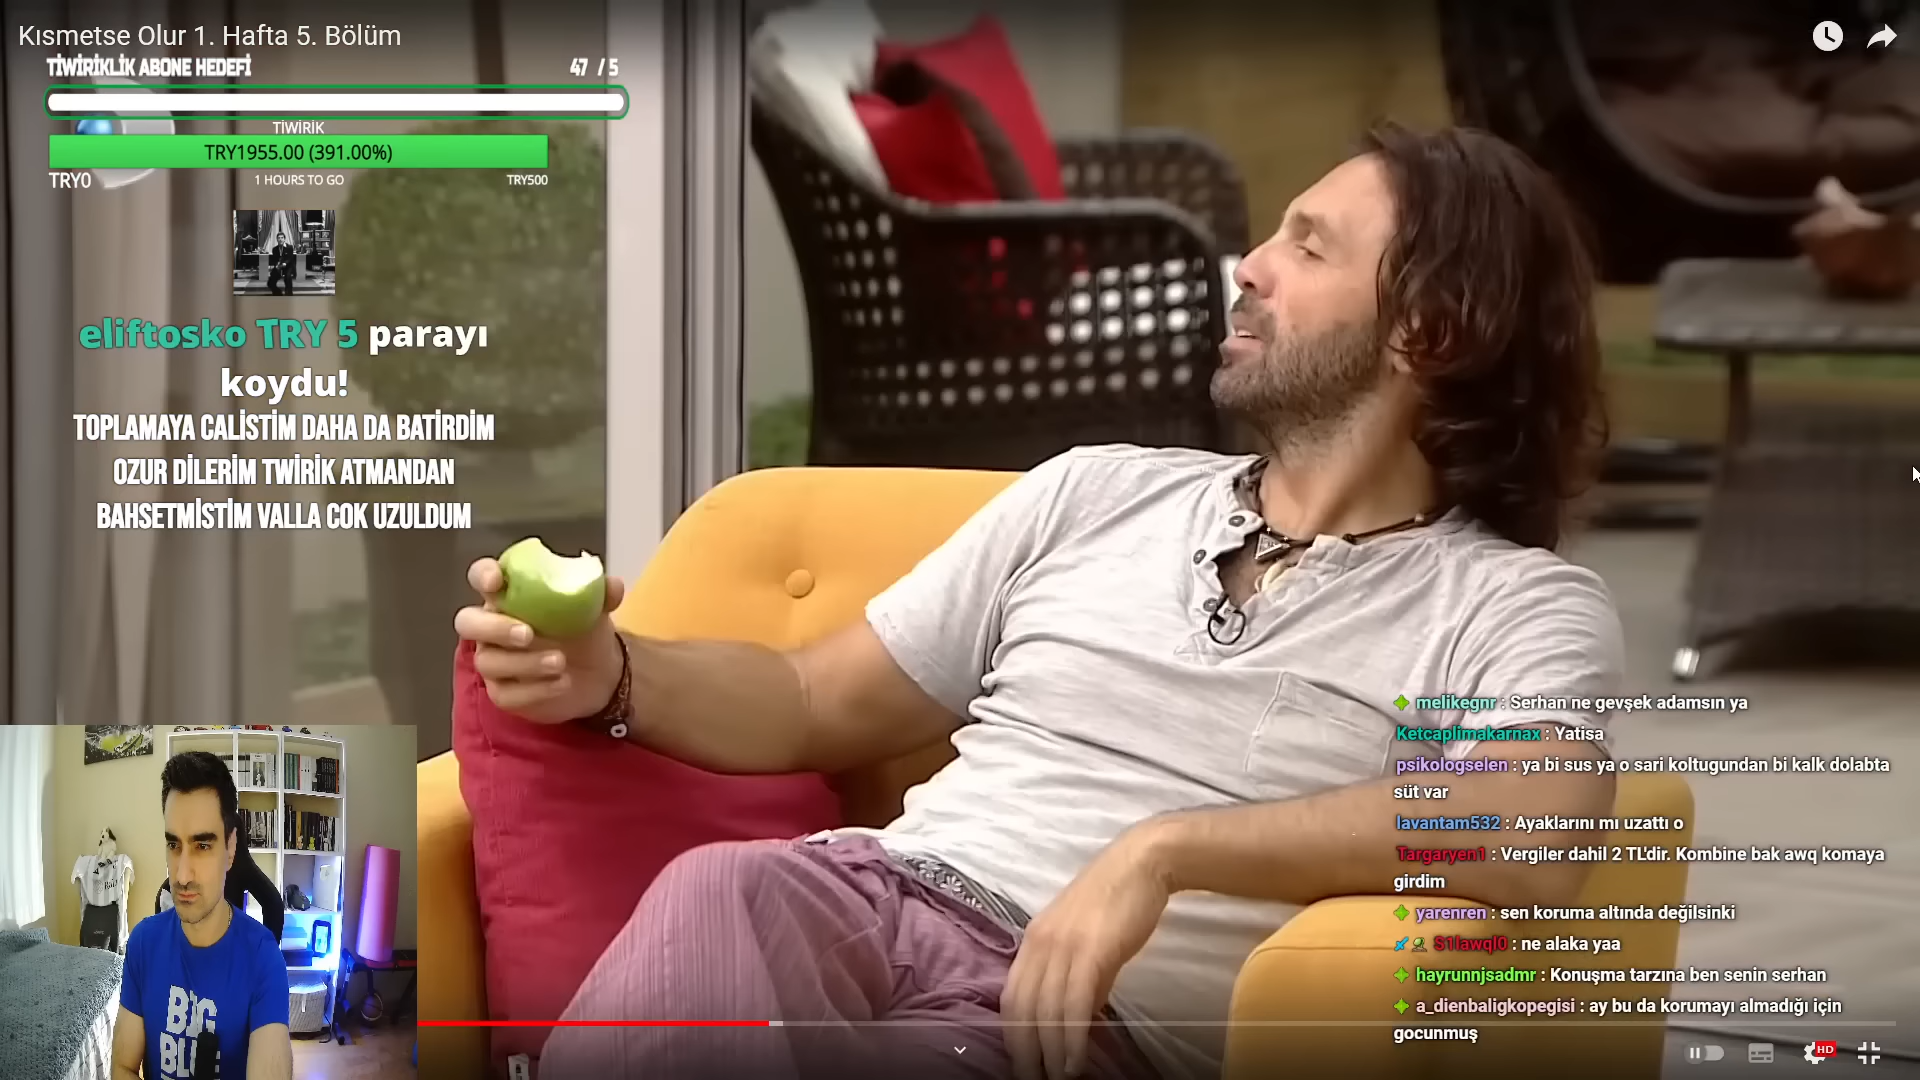 Kısmetse Olur 1. Hafta 5. Bölüm
TİWİRİKLİK ABONE HEDEFİ 47 / 5
TİWİRİK
TRY1955.00 (391.00%)
TRY0 1 HOURS TO GO TRY500
eliftosko TRY 5 parayı
koydu!
TOPLAMAYA CALİSTİM DAHA DA BATİRDİM
OZUR DİLERİM TWİRİK ATMANDAN
BAHSETMİSTİM VALLA COK UZULDUM
melikegnr : Serhan ne gevşek adamsın ya
Ketcaplimakarnax : Yatisa
psikologselen : ya bi sus ya o sari koltugundan bi kalk dolabta
süt var
lavantam532 : Ayaklarını mı uzattı o
Targaryen1 : Vergiler dahil 2 TL'dir. Kombine bak awq komaya
girdim
yarenren : sen koruma altında değilsinki
S1lawql0 : ne alaka yaa
hayrunnjsadmr : Konuşma tarzına ben senin serhan
a_dienbaligkopegisi : ay bu da korumayı almadığı için
gocunmuş
HD
BIG